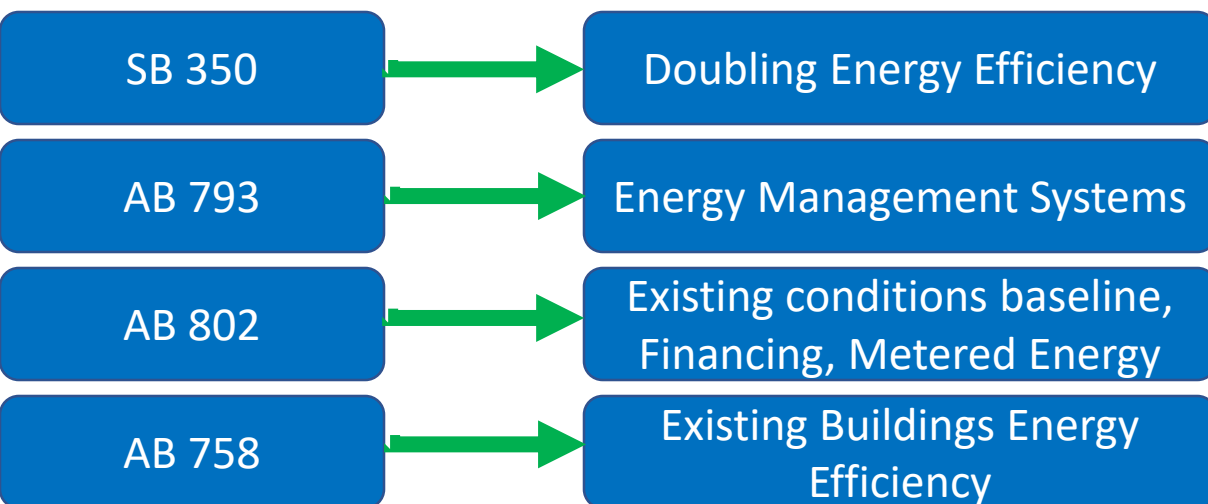 SB 350
Doubling Energy Efficiency
AB 793
Energy Management Systems
AB 802
Existing conditions baseline,
Financing, Metered Energy
AB 758
Existing Buildings Energy
Efficiency